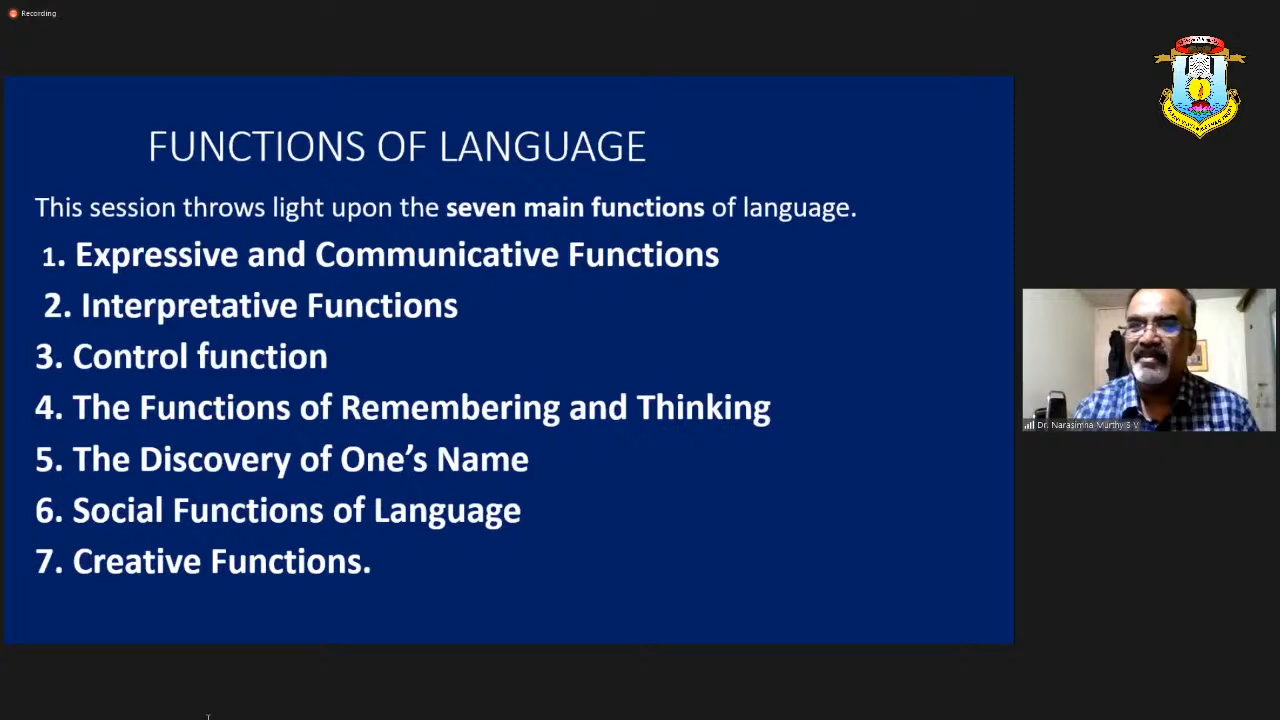 Recording
FUNCTIONS OF LANGUAGE
This session throws light upon the seven main functions of language.
1. Expressive and Communicative Functions
2. Interpretative Functions
3. Control function
4. The Functions of Remembering and Thinking
5. The Discovery of One's Name
6. Social Functions of Language
7. Creative Functions.
Dr. Narasimha Murthy S V